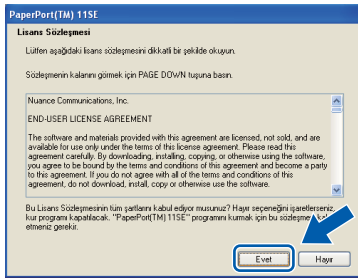 PaperPort(TM) 11SE
Lisans Sözleşmesi
Lütfen aşağıdaki lisans sözleşmesini dikkatli bir şekilde okuyun.
Sözleşmenin kalanını görmek için PAGE DOWN tuşuna basın.
Nuance Communications, Inc.
END-USER LICENSE AGREEMENT
The software and materials provided with this agreement are licensed, not sold, and are
available for use only under the terms of this license agreement. Please read this
agreement carefully. By downloading, installing, copying, or otherwise using the software,
you agree to be bound by the terms and conditions of this agreement and become a party
to this agreement. If you do not agree with all of the terms and conditions of this
agreement, do not download, install, copy or otherwise use the software.
Bu Lisans Sözleşmesinin tüm şartlarını kabul ediyor musunuz? Hayır seçeneğini işaretlerseniz,
kur programı kapatılacak. "PaperPort(TM) 11SE" programını kurmak için bu sözleşmeyi
etmeniz gerekir.
Evet Hayır